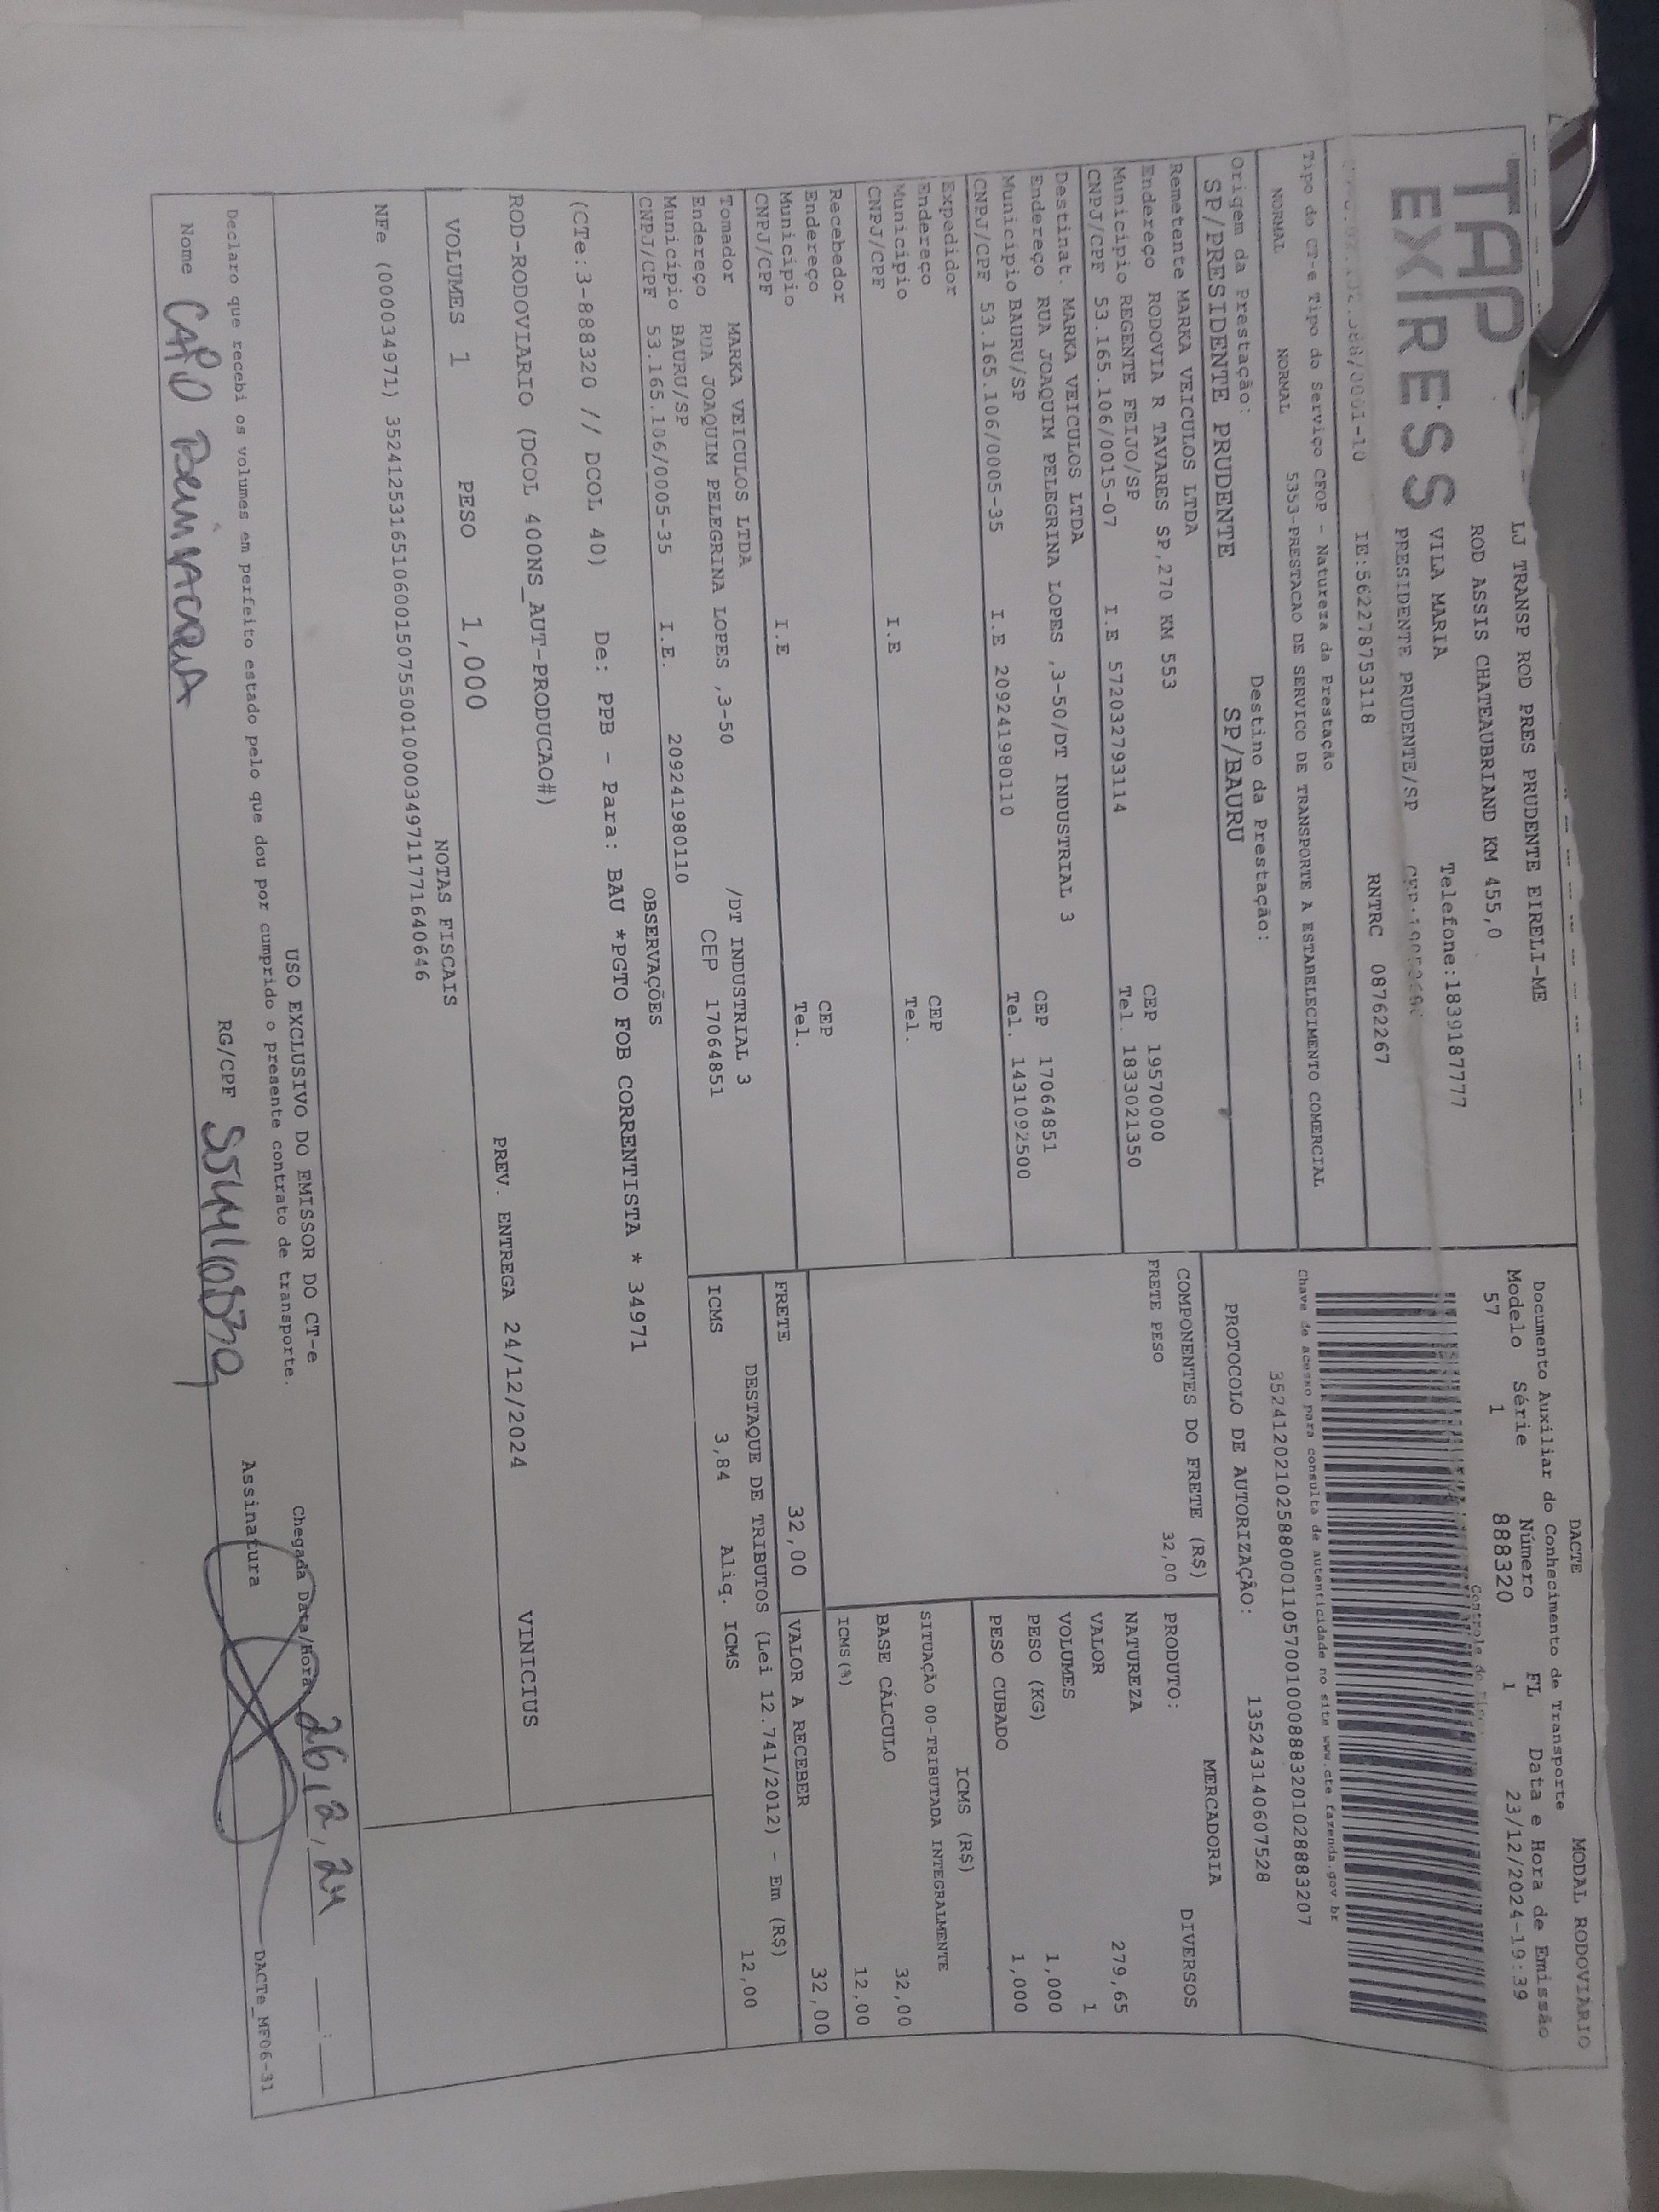 TAP
EXPRESS
LJ TRANSP ROD PRES PRUDENTE EIRELI-ME
ROD ASSIS CHATEAUBRIAND KM 455,0
VILA MARIA Telefone:1839187777
PRESIDENTE PRUDENTE/SP
IE:562278753118 RNTRC 08762267
Tipo do CT-e Tipo do Serviço CFOP - Natureza da Prestação
NORMAL NORMAL 5353-PRESTACAO DE SERVICO DE TRANSPORTE A ESTABELECIMENTO COMERCIAL
Origem da Prestação: Destino da Prestação:
SP/PRESIDENTE PRUDENTE SP/BAURU
Remetente MARKA VEICULOS LTDA
Endereço RODOVIA R TAVARES SP,270 KM 553 CEP 19570000
Município REGENTE FEIJO/SP Tel. 1833021350
CNPJ/CPF 53.165.106/0015-07 I.E 572032793114
Destinat. MARKA VEICULOS LTDA
Endereço RUA JOAQUIM PELEGRINA LOPES ,3-50/DT INDUSTRIAL 3 CEP 17064851
Município BAURU/SP Tel. 1431092500
CNPJ/CPF 53.165.106/0005-35 I.E 209241980110
Expedidor
Endereço CEP
Município Tel.
CNPJ/CPF I.E
Recebedor
Endereço CEP
Município Tel.
CNPJ/CPF I.E
Tomador MARKA VEICULOS LTDA /DT INDUSTRIAL 3
Endereço RUA JOAQUIM PELEGRINA LOPES ,3-50 CEP 17064851
Município BAURU/SP
CNPJ/CPF 53.165.106/0005-35 I.E. 209241980110
DACTE MODAL RODOVIÁRIO
Documento Auxiliar do Conhecimento de Transporte
Modelo Série Número FL Data e Hora de Emissão
57 1 888320 1 23/12/2024-19:39
Chave de acesso para consulta de autenticidade no site www.cte.fazenda.gov.br
35241202102588000110570010008883201028883207
PROTOCOLO DE AUTORIZAÇÃO: 135243140607528
COMPONENTES DO FRETE (R$)
FRETE PESO 32,00
MERCADORIA
PRODUTO: DIVERSOS
NATUREZA
VALOR 279,65
VOLUMES 1
PESO (KG) 1,000
PESO CUBADO 1,000
ICMS (R$)
SITUAÇÃO 00-TRIBUTADA INTEGRALMENTE
BASE CÁLCULO 32,00
ICMS(%) 12,00
FRETE 32,00 VALOR A RECEBER 32,00
DESTAQUE DE TRIBUTOS (Lei 12.741/2012) - Em (R$)
ICMS 3,84 Aliq. ICMS 12,00
OBSERVAÇÕES
(CTe:3-888320 // DCOL 40) De: PPB - Para: BAU *PGTO FOB CORRENTISTA * 34971
ROD-RODOVIARIO (DCOL 400NS_AUT-PRODUCAO#)
PREV. ENTREGA 24/12/2024 VINICIUS
VOLUMES 1 PESO 1,000
NOTAS FISCAIS
NFe (000034971) 35241253165106001507550010000349711771640646
USO EXCLUSIVO DO EMISSOR DO CT-e
Declaro que recebi os volumes em perfeito estado pelo que dou por cumprido o presente contrato de transporte.
Chegada Data/Hora 26,12,24
Nome RG/CPF Assinatura
DACTe_MF06-31